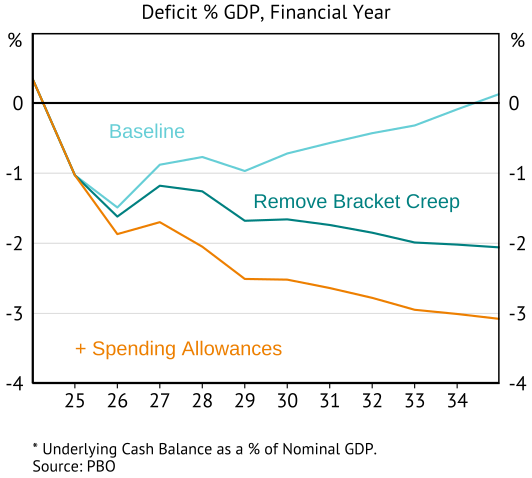 Deficit % GDP, Financial Year
% %
0 0
Baseline
-1 -1
Remove Bracket Creep
-2 -2
-3 -3
+ Spending Allowances
-4 -4
25 26 27 28 29 30 31 32 33 34
* Underlying Cash Balance as a % of Nominal GDP.
Source: PBO